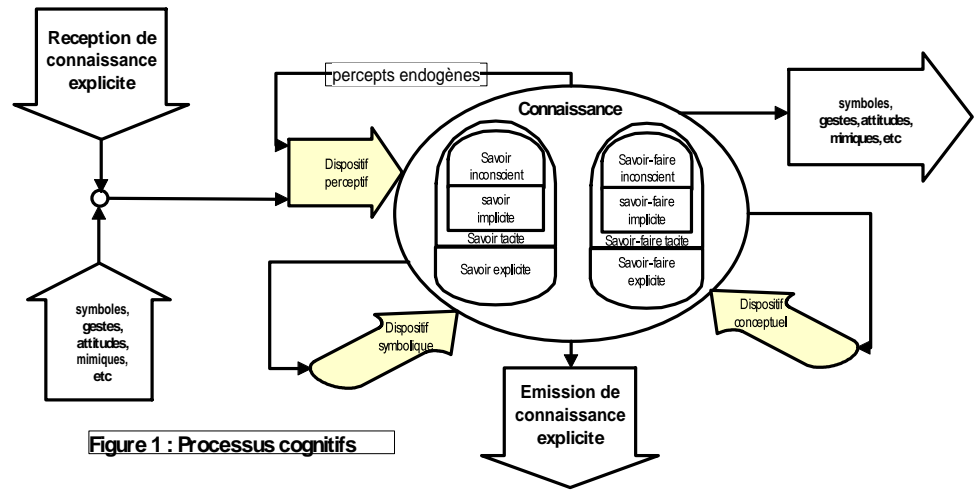 Reception de
connaissance
explicite
percepts endogènes
Connaissance
symboles,
gestes, attitudes,
mimiques, etc
Dispositif
perceptif
Savoir
inconscient
savoir
implicite
Savoir tacite
Savoir explicite
Savoir-faire
inconscient
savoir-faire
implicite
Savoir-faire tacite
Savoir-faire
explicite
symboles,
gestes,
attitudes,
mimiques,
etc
Dispositif
symbolique
Dispositif
conceptuel
Emission de
connaissance
explicite
Figure 1 : Processus cognitifs